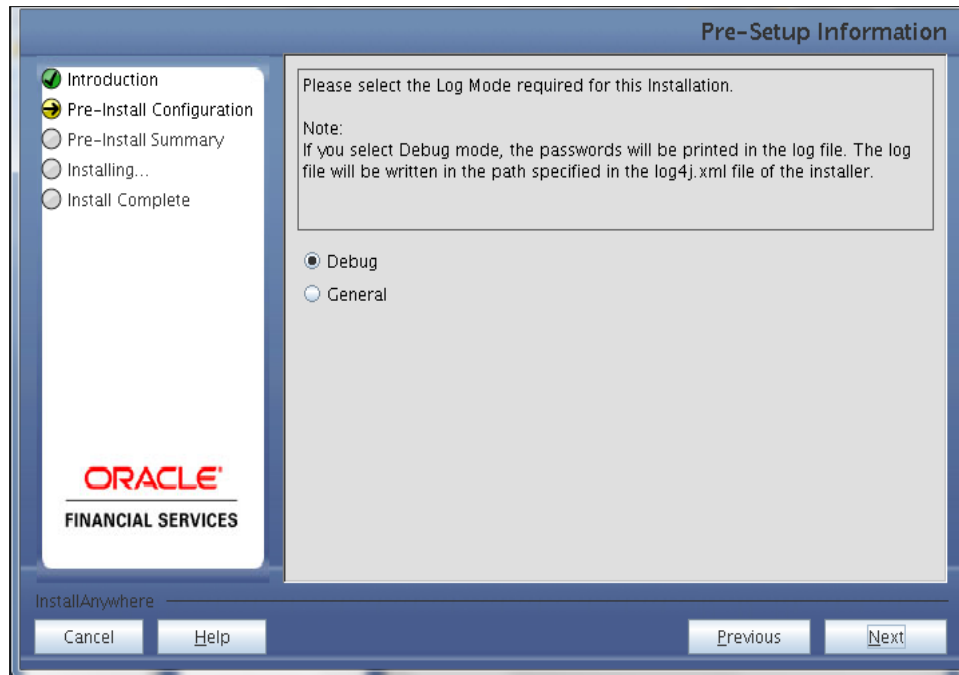 Pre-Setup Information
Introduction
Pre-Install Configuration
Pre-Install Summary
Installing...
Install Complete
Please select the Log Mode required for this Installation.
Note:
If you select Debug mode, the passwords will be printed in the log file. The log
file will be written in the path specified in the log4j.xml file of the installer.
Debug
General
ORACLE
FINANCIAL SERVICES
InstallAnywhere
Cancel
Help
Previous
Next